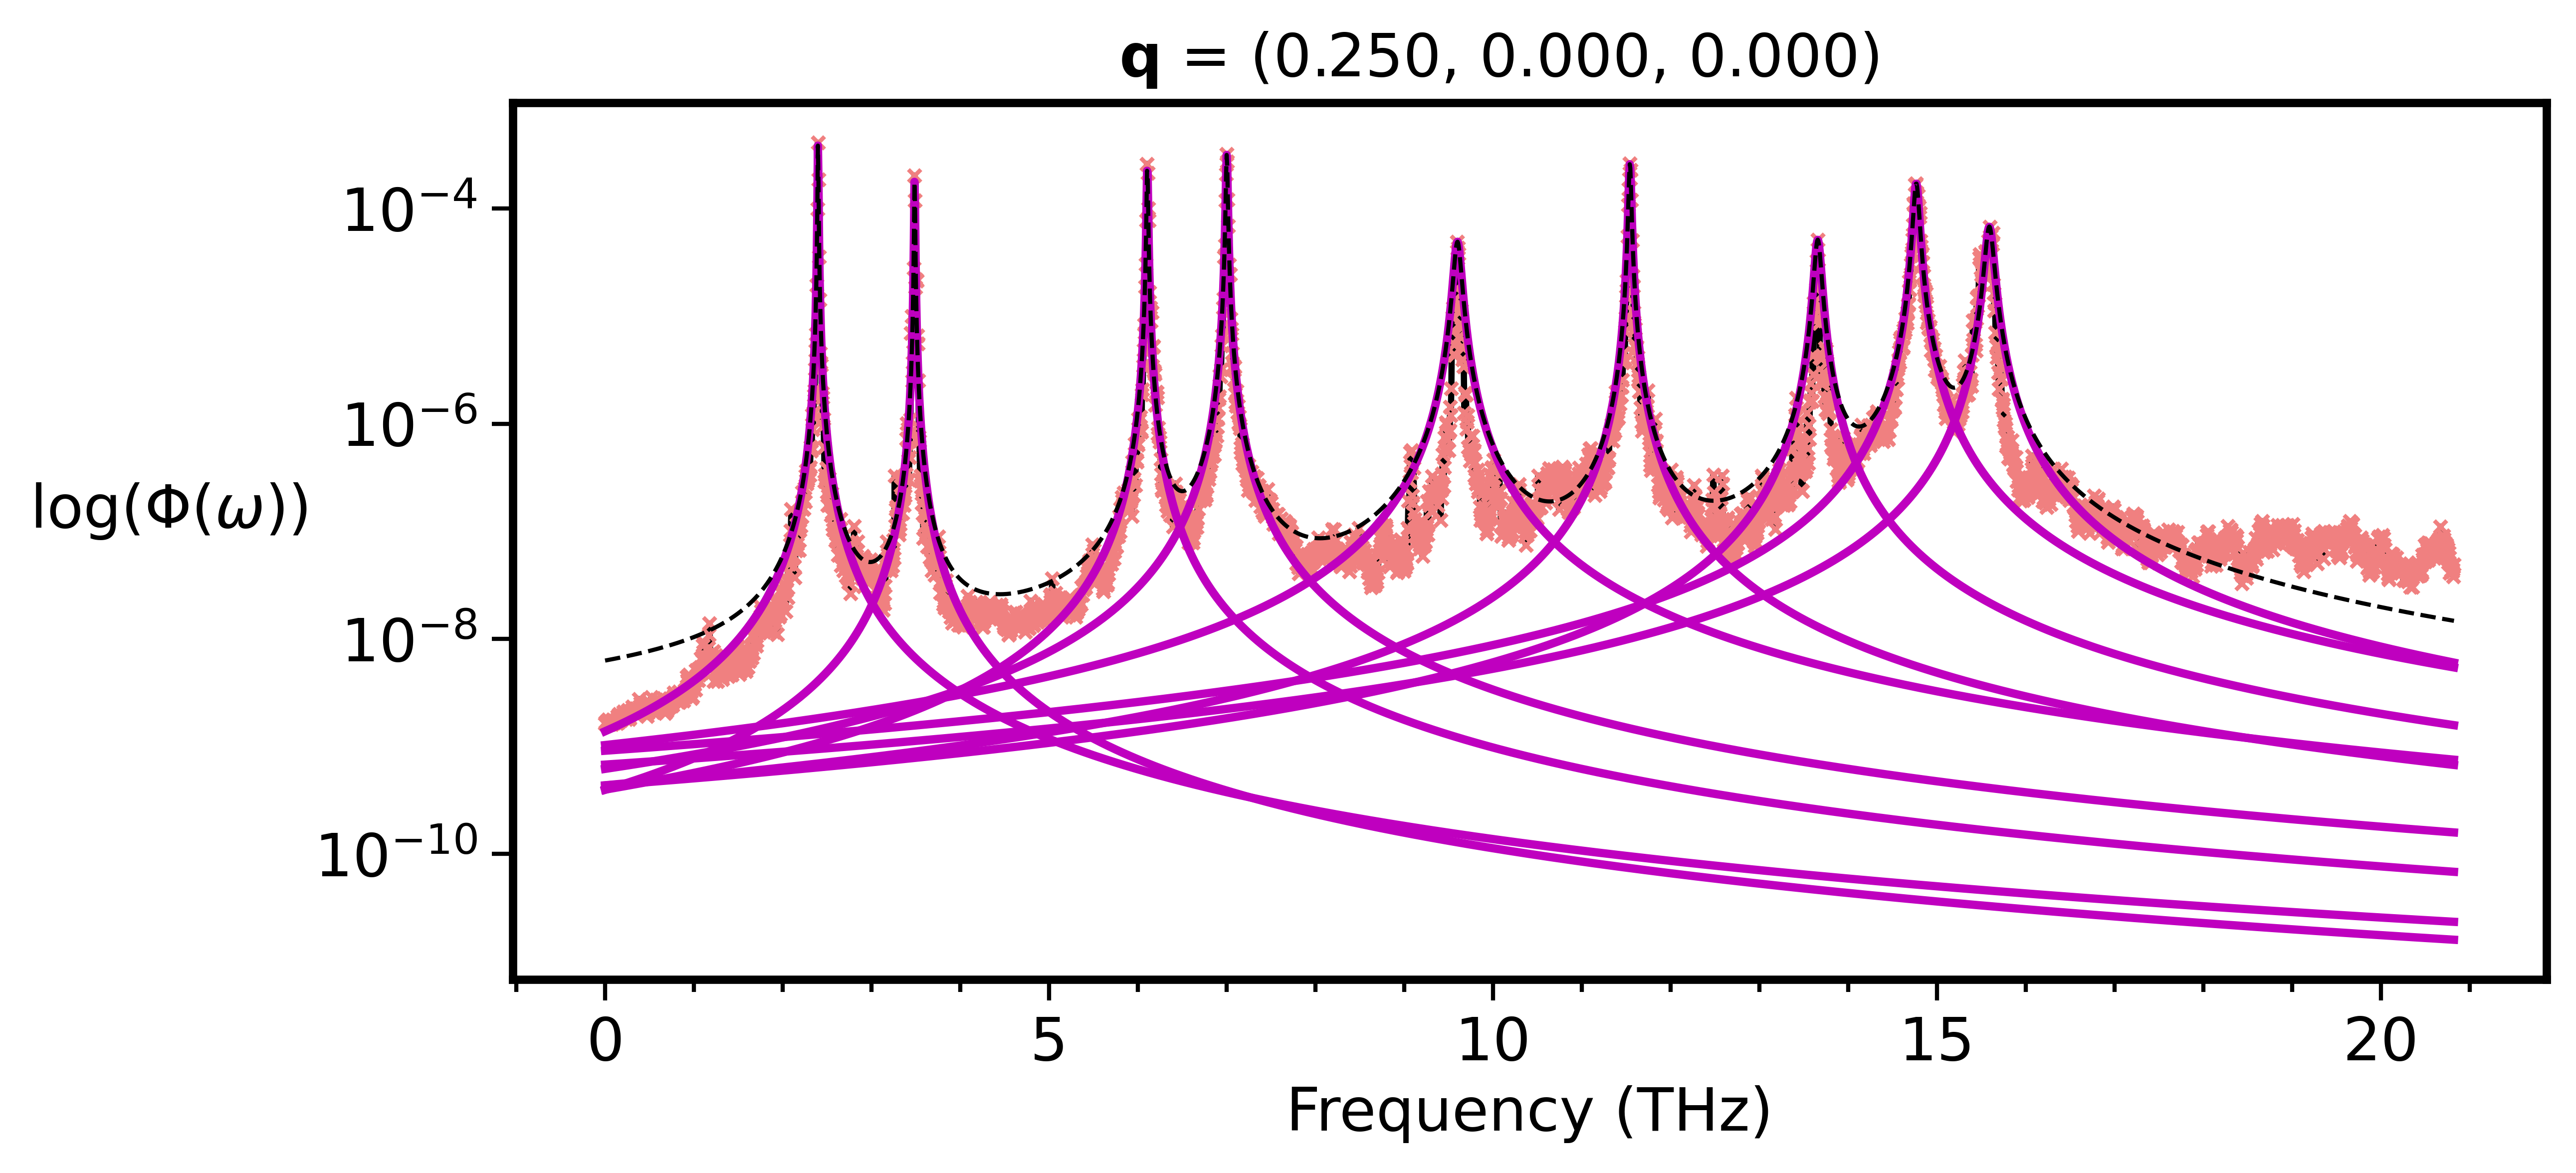 q = (0.250, 0.000, 0.000)
10⁻⁴
10⁻⁶
log(Φ(ω))
10⁻⁸
10⁻¹⁰
0 5 10 15 20
Frequency (THz)